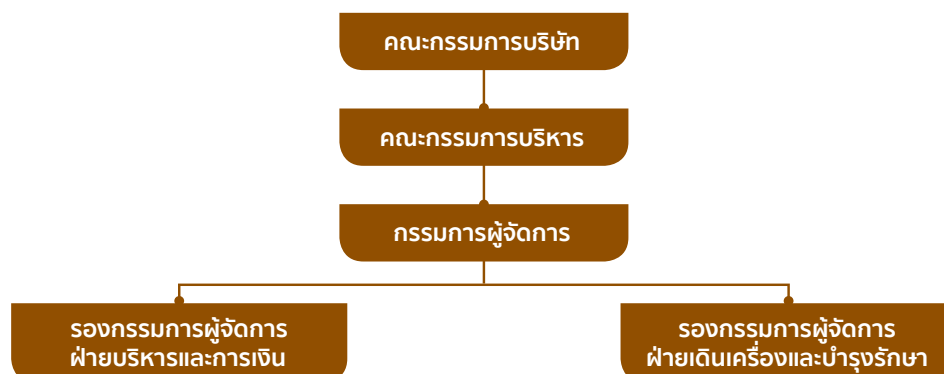 คณะกรรมการบริษัท
คณะกรรมการบริหาร
กรรมการผู้จัดการ
รองกรรมการผู้จัดการ
ฝ่ายบริหารและการเงิน
รองกรรมการผู้จัดการ
ฝ่ายเดินเครื่องและบำรุงรักษา